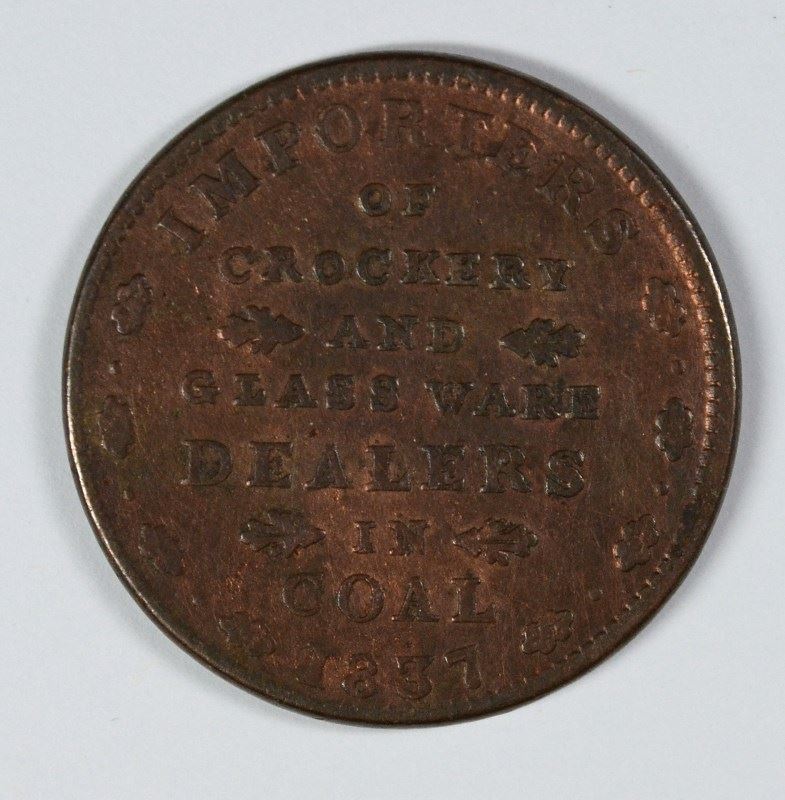 IMPORTERS
OF
CROCKERY
AND
GLASS WARE
DEALERS
IN
COAL
1837